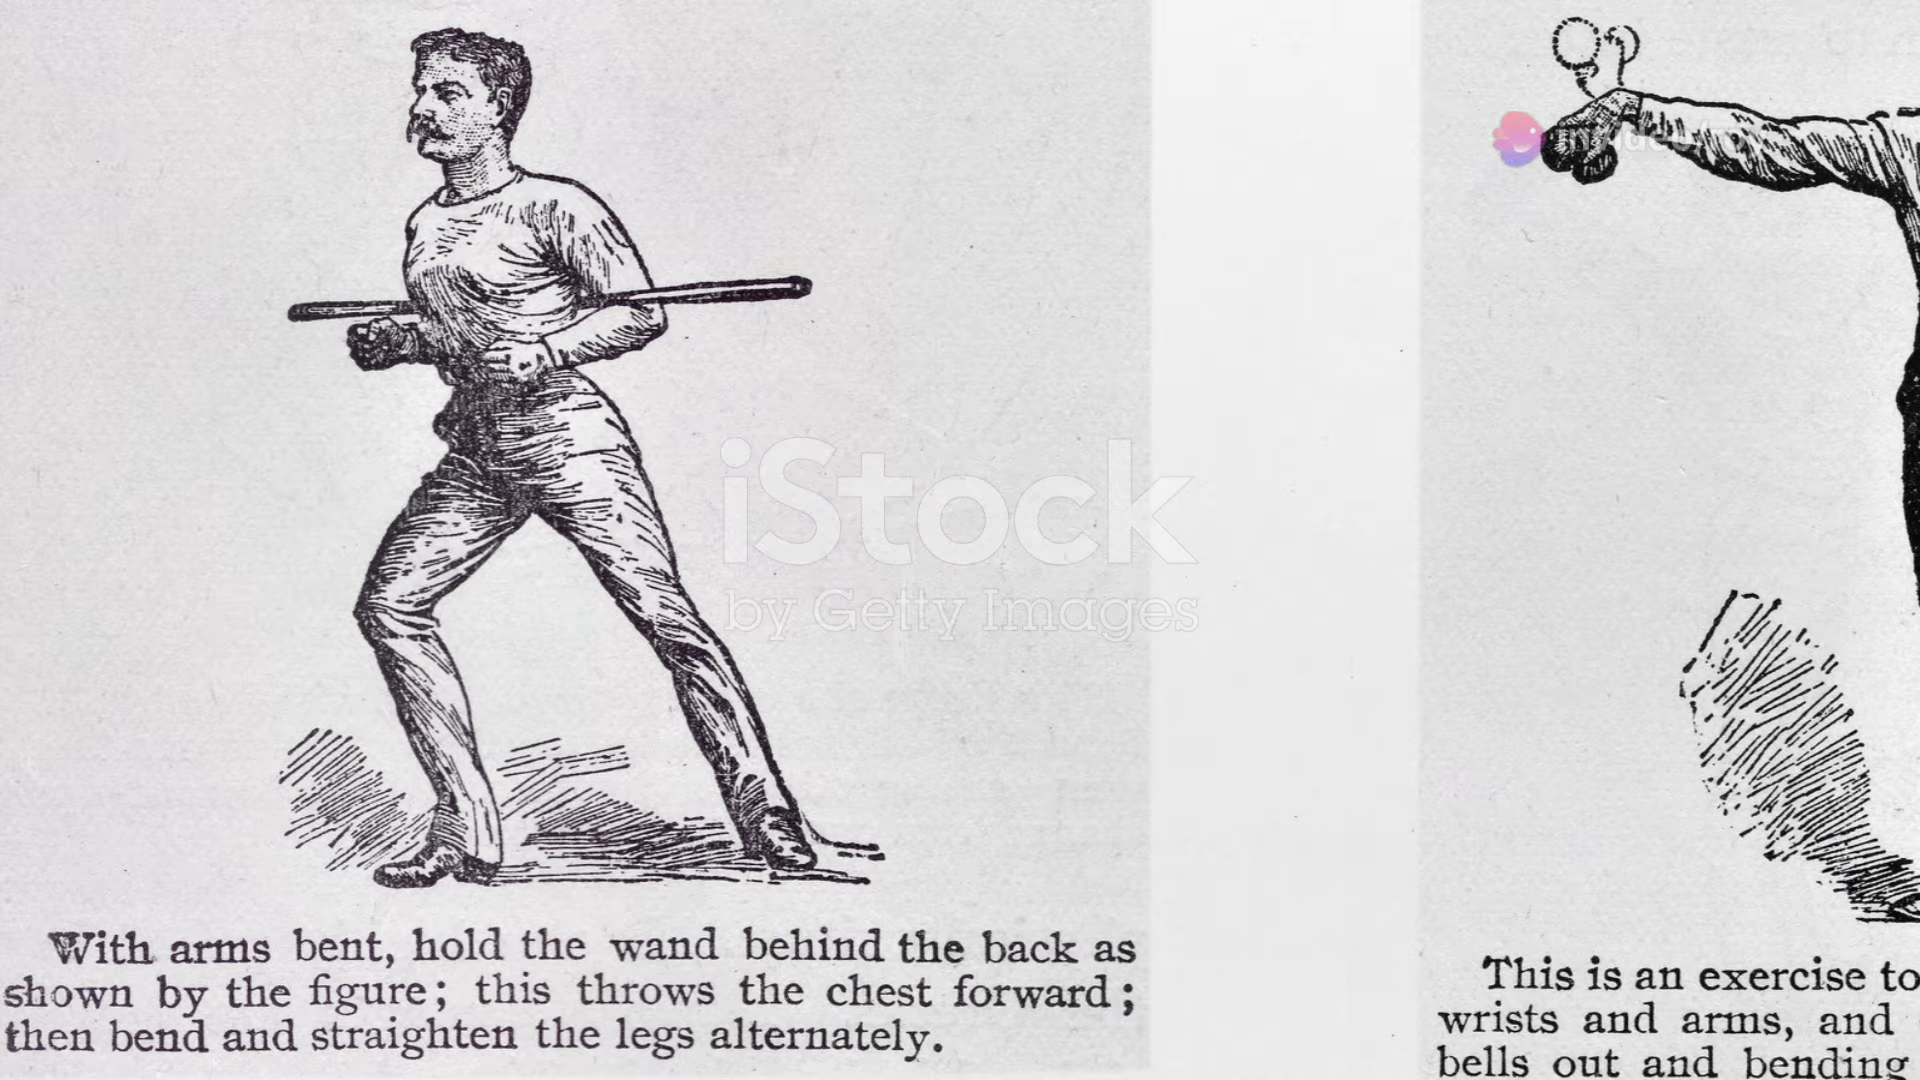 With arms bent, hold the wand behind the back as
shown by the figure; this throws the chest forward;
then bend and straighten the legs alternately.
This is an exercise to
wrists and arms, and
bells out and bending
iStock
by Getty Images